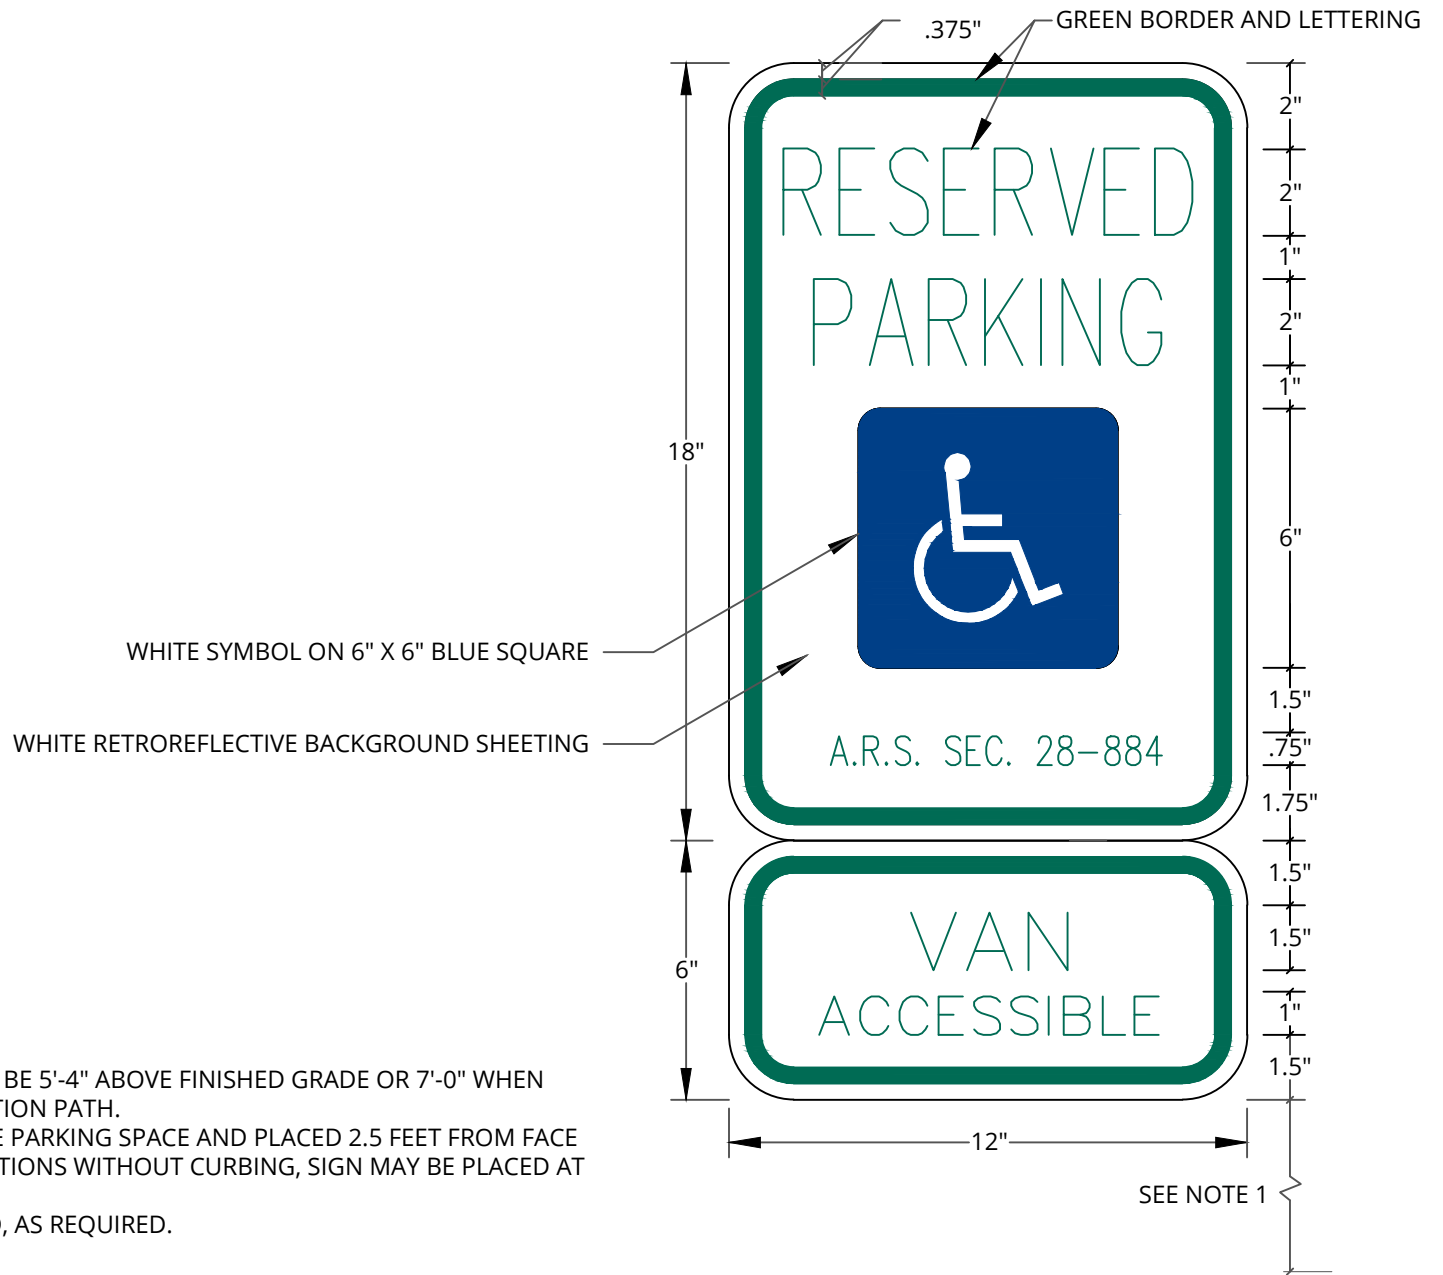 .375"
GREEN BORDER AND LETTERING
2"
RESERVED
2"
1"
PARKING
2"
1"
18"
6"
WHITE SYMBOL ON 6" X 6" BLUE SQUARE
1.5"
WHITE RETROREFLECTIVE BACKGROUND SHEETING
A.R.S. SEC. 28-884
.75"
1.75"
1.5"
VAN
1.5"
6"
ACCESSIBLE
1"
1.5"
BE 5'-4" ABOVE FINISHED GRADE OR 7'-0" WHEN
TION PATH.
E PARKING SPACE AND PLACED 2.5 FEET FROM FACE
TIONS WITHOUT CURBING, SIGN MAY BE PLACED AT
, AS REQUIRED.
12"
SEE NOTE 1